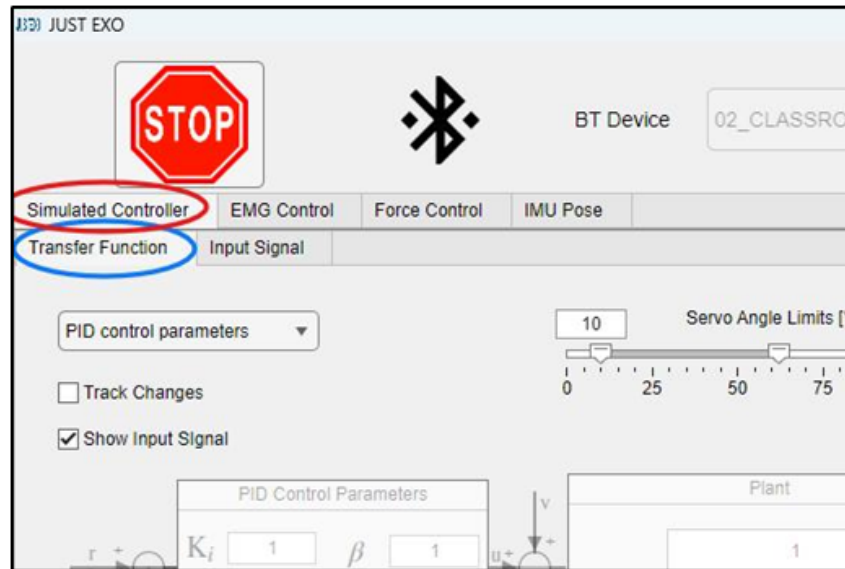 JUST EXO
STOP
BT Device 02_CLASSRO
Simulated Controller EMG Control Force Control IMU Pose
Transfer Function Input Signal
PID control parameters
10 Servo Angle Limits [°
0 25 50 75
Track Changes
Show Input SIgnal
PID Control Parameters
Plant
v
+
r + Ki 1 β 1 u + 1